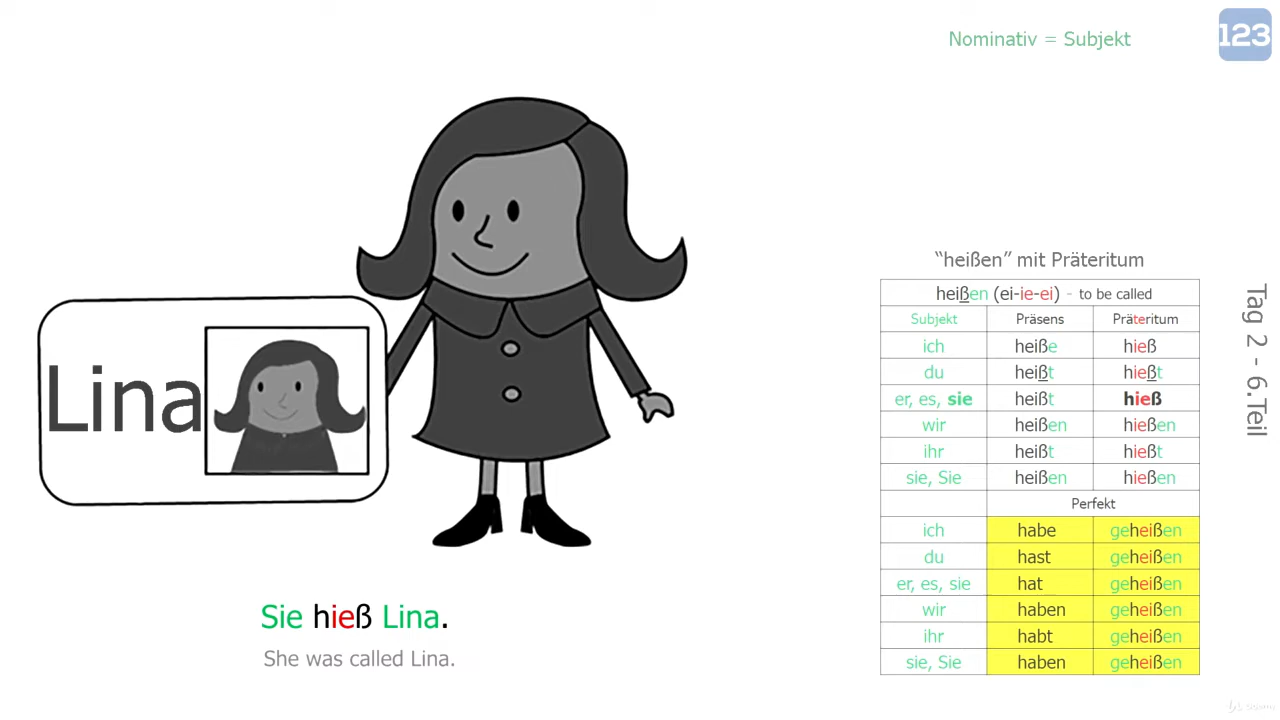 Nominativ = Subjekt
123
Lina
"heißen" mit Präteritum
heißen (ei-ie-ei) - to be called
Subjekt Präsens Präteritum
ich heiße hieß
du heißt hießt
er, es, sie heißt hieß
wir heißen hießen
ihr heißt hießt
sie, Sie heißen hießen
Perfekt
ich habe geheißen
du hast geheißen
er, es, sie hat geheißen
wir haben geheißen
ihr habt geheißen
sie, Sie haben geheißen
Tag 2 - 6.Teil
Sie hieß Lina.
She was called Lina.